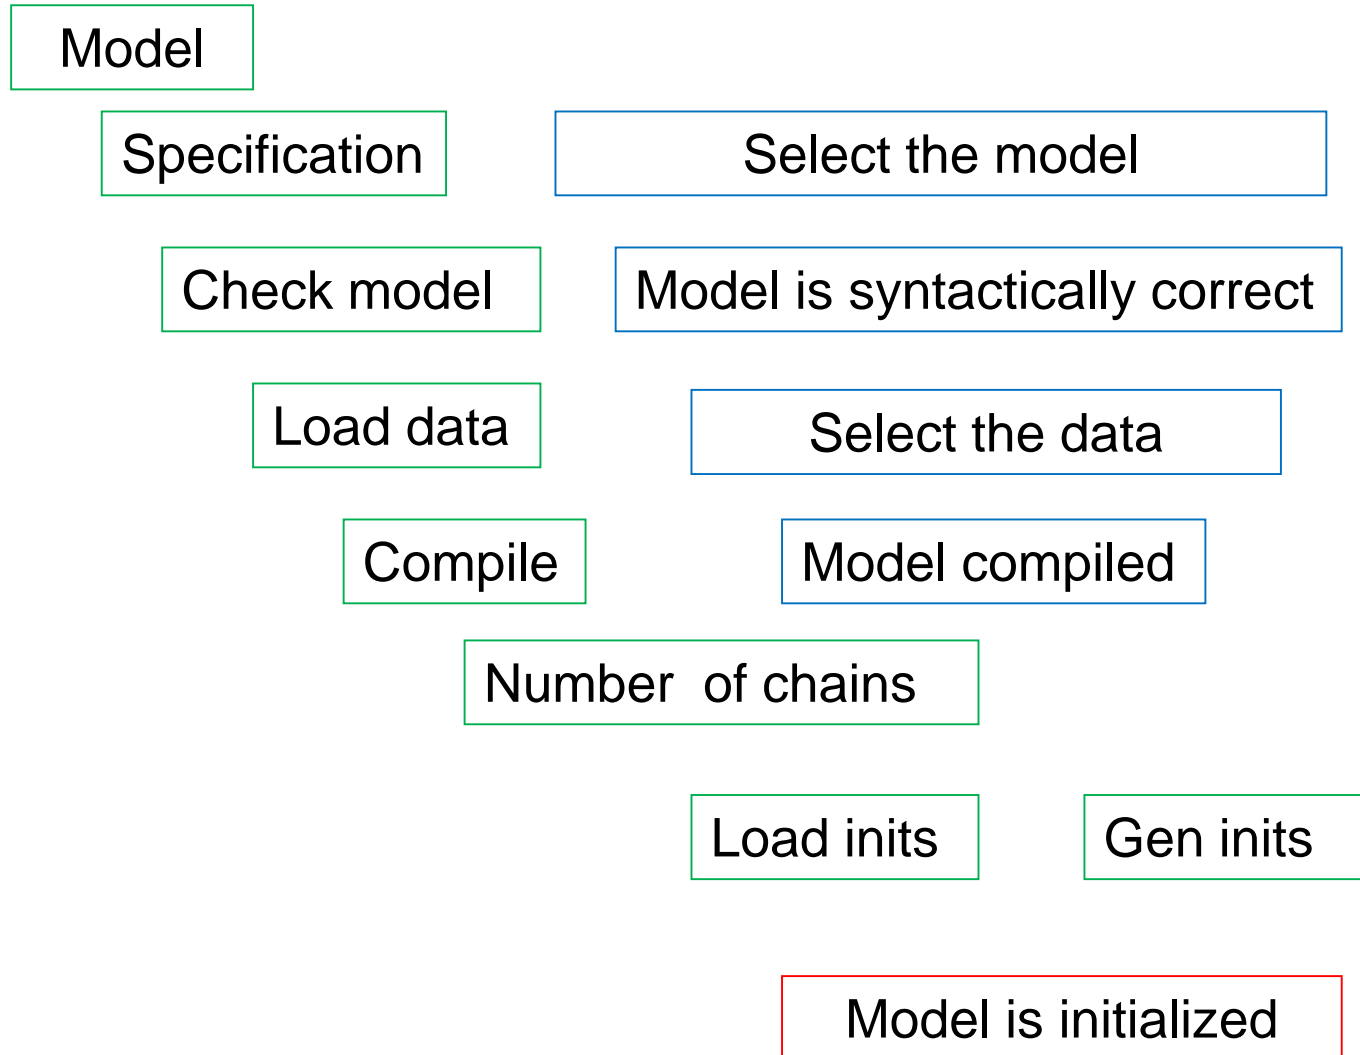 Model
Specification
Select the model
Check model
Model is syntactically correct
Load data
Select the data
Compile
Model compiled
Number of chains
Load inits
Gen inits
Model is initialized